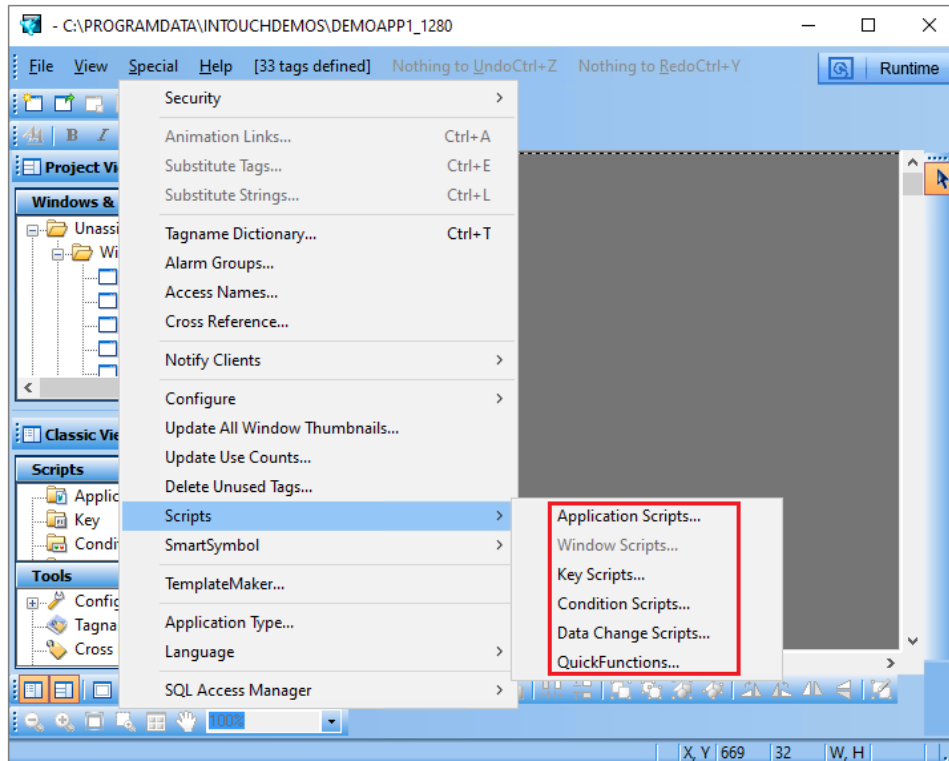 - C:\PROGRAMDATA\INTOUCHDEMOS\DEMOAPP1_1280
File View Special Help [33 tags defined] Nothing to UndoCtrl+Z Nothing to RedoCtrl+Y Runtime
B I
Project Vi
Windows &
Unassi
Wi
Classic Vie
Scripts
Applic
Key
Condit
Tools
Config
Tagna
Cross
Security
Animation Links... Ctrl+A
Substitute Tags... Ctrl+E
Substitute Strings... Ctrl+L
Tagname Dictionary... Ctrl+T
Alarm Groups...
Access Names...
Cross Reference...
Notify Clients
Configure
Update All Window Thumbnails...
Update Use Counts...
Delete Unused Tags...
Scripts
SmartSymbol
TemplateMaker...
Application Type...
Language
SQL Access Manager
Application Scripts...
Window Scripts...
Key Scripts...
Condition Scripts...
Data Change Scripts...
QuickFunctions...
100%
X, Y 669 32 W, H